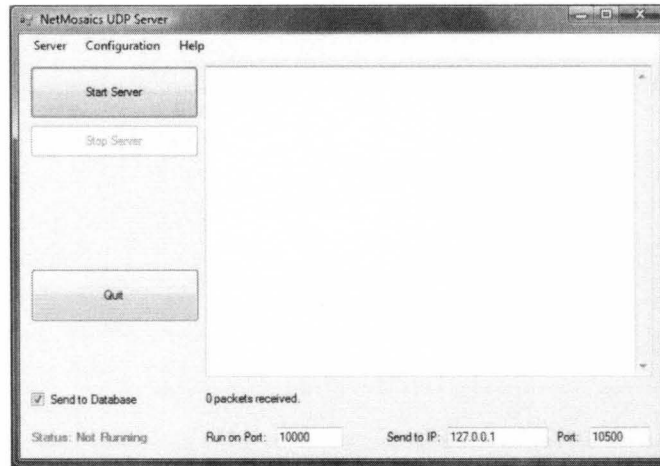 NetMosaics UDP Server
Server Configuration Help
Start Server
Stop Server
Quit
Send to Database 0 packets received.
Status: Not Running Run on Port: 10000 Send to IP: 127.0.0.1 Port: 10500